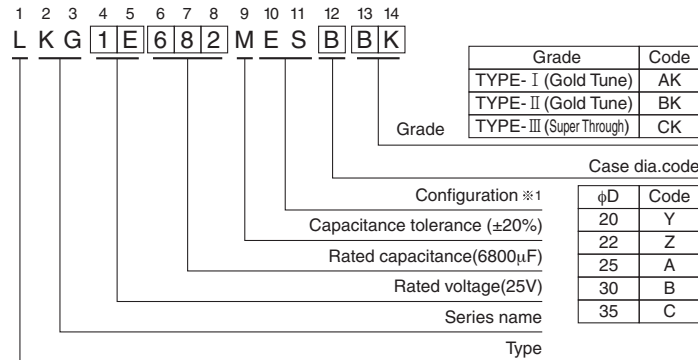 1 2 3 4 5 6 7 8 9 10 11 12 13 14
L K G 1 E 6 8 2 M E S B B K
Grade Code
TYPE-Ⅰ (Gold Tune) AK
TYPE-Ⅱ (Gold Tune) BK
TYPE-Ⅲ (Super Through) CK
Grade
Case dia.code
Configuration ※1
Capacitance tolerance (±20%)
Rated capacitance(6800μF)
Rated voltage(25V)
Series name
Type
φD Code
20 Y
22 Z
25 A
30 B
35 C